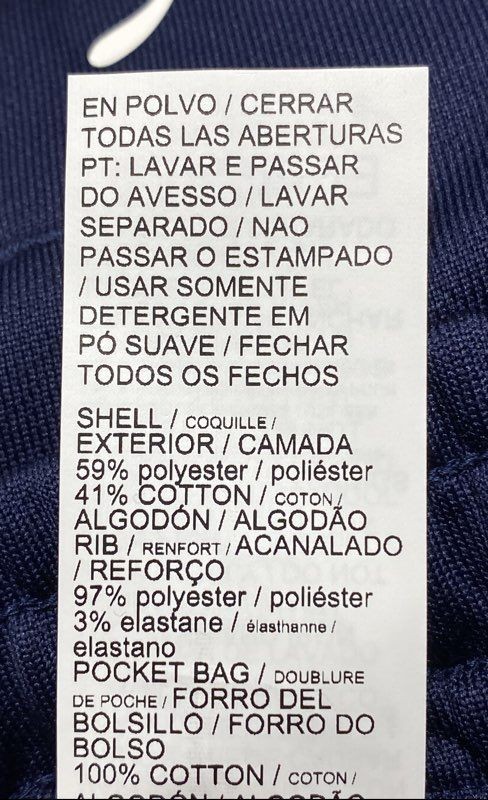 EN POLVO / CERRAR
TODAS LAS ABERTURAS
PT: LAVAR E PASSAR
DO AVESSO / LAVAR
SEPARADO / NAO
PASSAR O ESTAMPADO
/ USAR SOMENTE
DETERGENTE EM
PÓ SUAVE / FECHAR
TODOS OS FECHOS
SHELL / COQUILLE /
EXTERIOR / CAMADA
59% polyester / poliéster
41% COTTON / COTON /
ALGODÓN / ALGODÃO
RIB / RENFORT / ACANALADO
/ REFORÇO
97% polyester / poliéster
3% elastane / élasthanne /
elastano
POCKET BAG / DOUBLURE
DE POCHE / FORRO DEL
BOLSILLO / FORRO DO
BOLSO
100% COTTON / COTON /
ALGODÓN / ALGODÃO